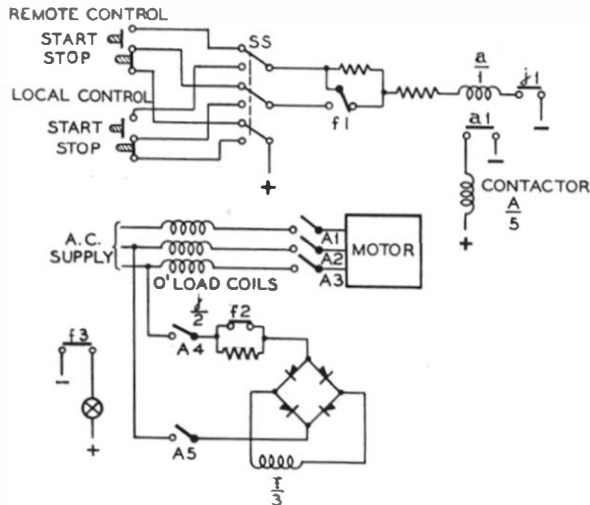 REMOTE CONTROL
START
STOP
SS
LOCAL CONTROL
START
STOP
f1
a
1
j1
+
−
a1
−
CONTACTOR
A
5
+
A.C.
SUPPLY
A1
A2
A3
MOTOR
O'LOAD COILS
j
2
f2
A4
f3
−
+
A5
f
3